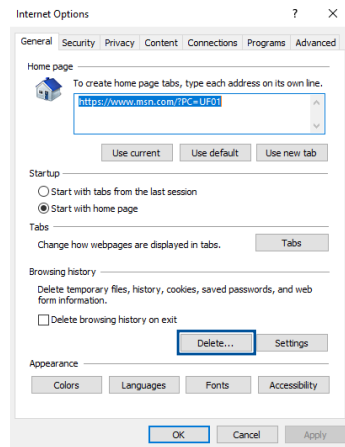 Internet Options ? X
General Security Privacy Content Connections Programs Advanced
Home page
To create home page tabs, type each address on its own line.
https://www.msn.com/?PC=UF01
Use current Use default Use new tab
Startup
Start with tabs from the last session
Start with home page
Tabs
Change how webpages are displayed in tabs. Tabs
Browsing history
Delete temporary files, history, cookies, saved passwords, and web
form information.
Delete browsing history on exit
Delete... Settings
Appearance
Colors Languages Fonts Accessibility
OK Cancel Apply